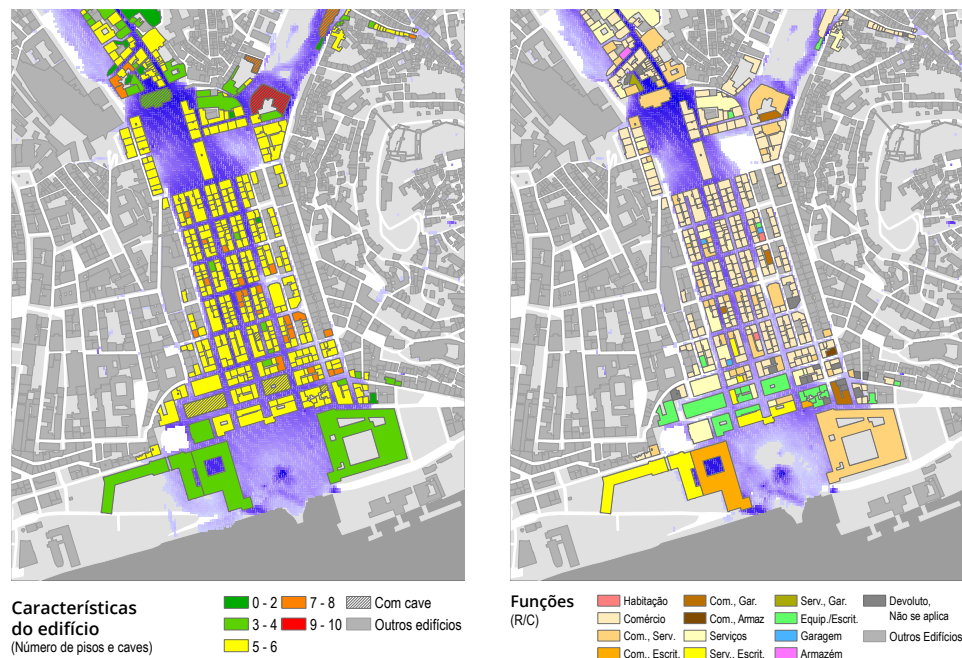 Características
do edifício
(Número de pisos e caves)
0 - 2
7 - 8
Com cave
3 - 4
9 - 10
Outros edifícios
5 - 6
Funções
(R/C)
Habitação
Com., Gar.
Serv., Gar.
Devoluto,
Não se aplica
Comércio
Com., Armaz
Equip./Escrit.
Com., Serv.
Serviços
Garagem
Outros Edifícios
Com., Escrit.
Serv., Escrit.
Armazém